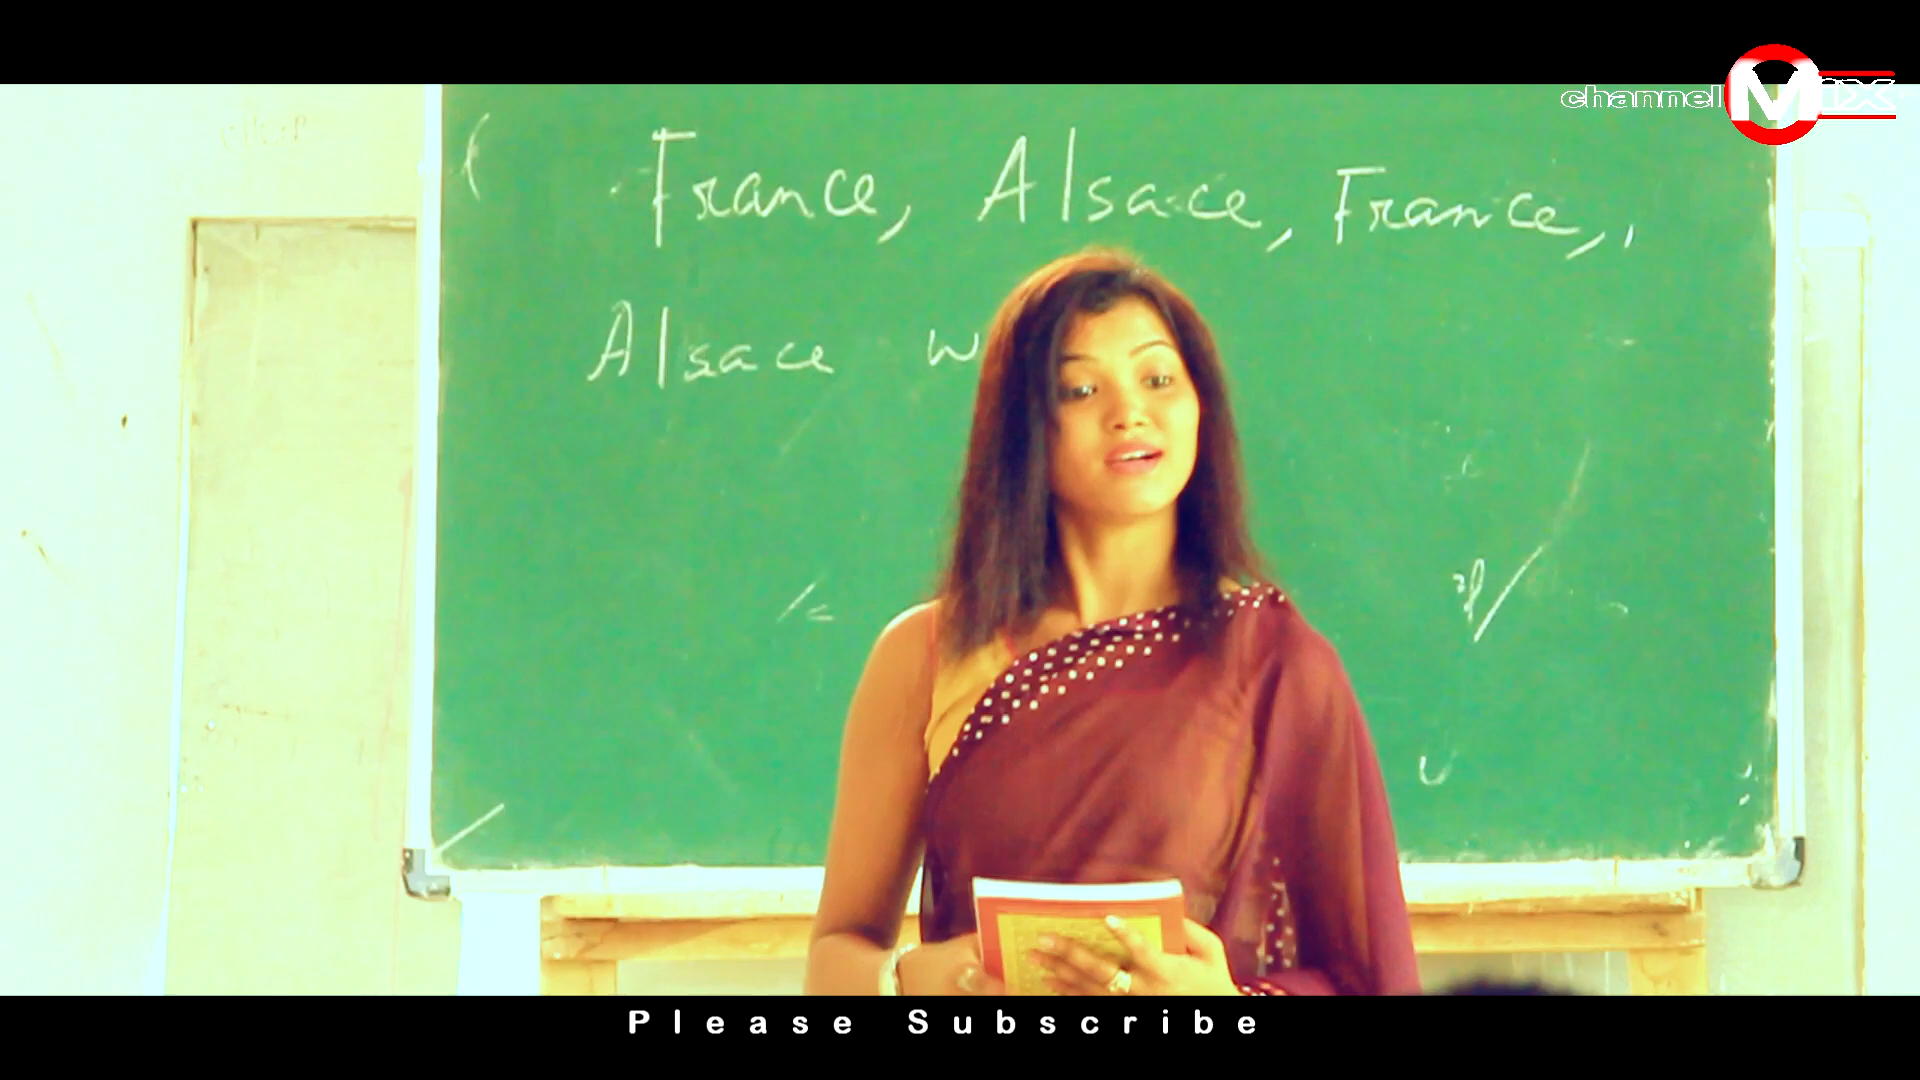 channel MIX
France, Alsace, France,
Alsace w
Please Subscribe